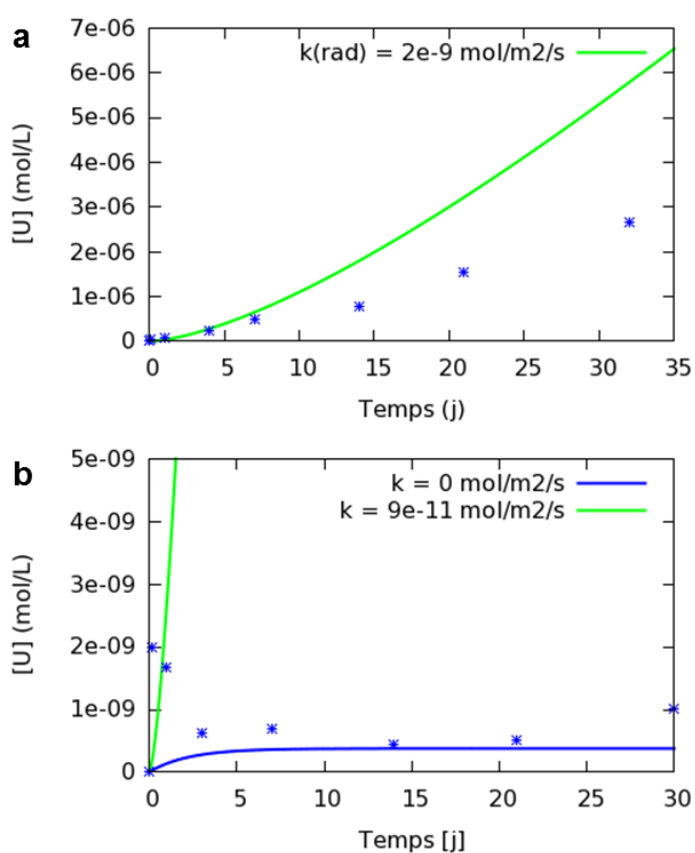 a
7e-06
6e-06
5e-06
4e-06
3e-06
2e-06
1e-06
0
[U] (mol/L)
k(rad) = 2e-9 mol/m2/s
0 5 10 15 20 25 30 35
Temps (j)
b
5e-09
4e-09
3e-09
2e-09
1e-09
0
[U] (mol/L)
k = 0 mol/m2/s
k = 9e-11 mol/m2/s
0 5 10 15 20 25 30
Temps [j]